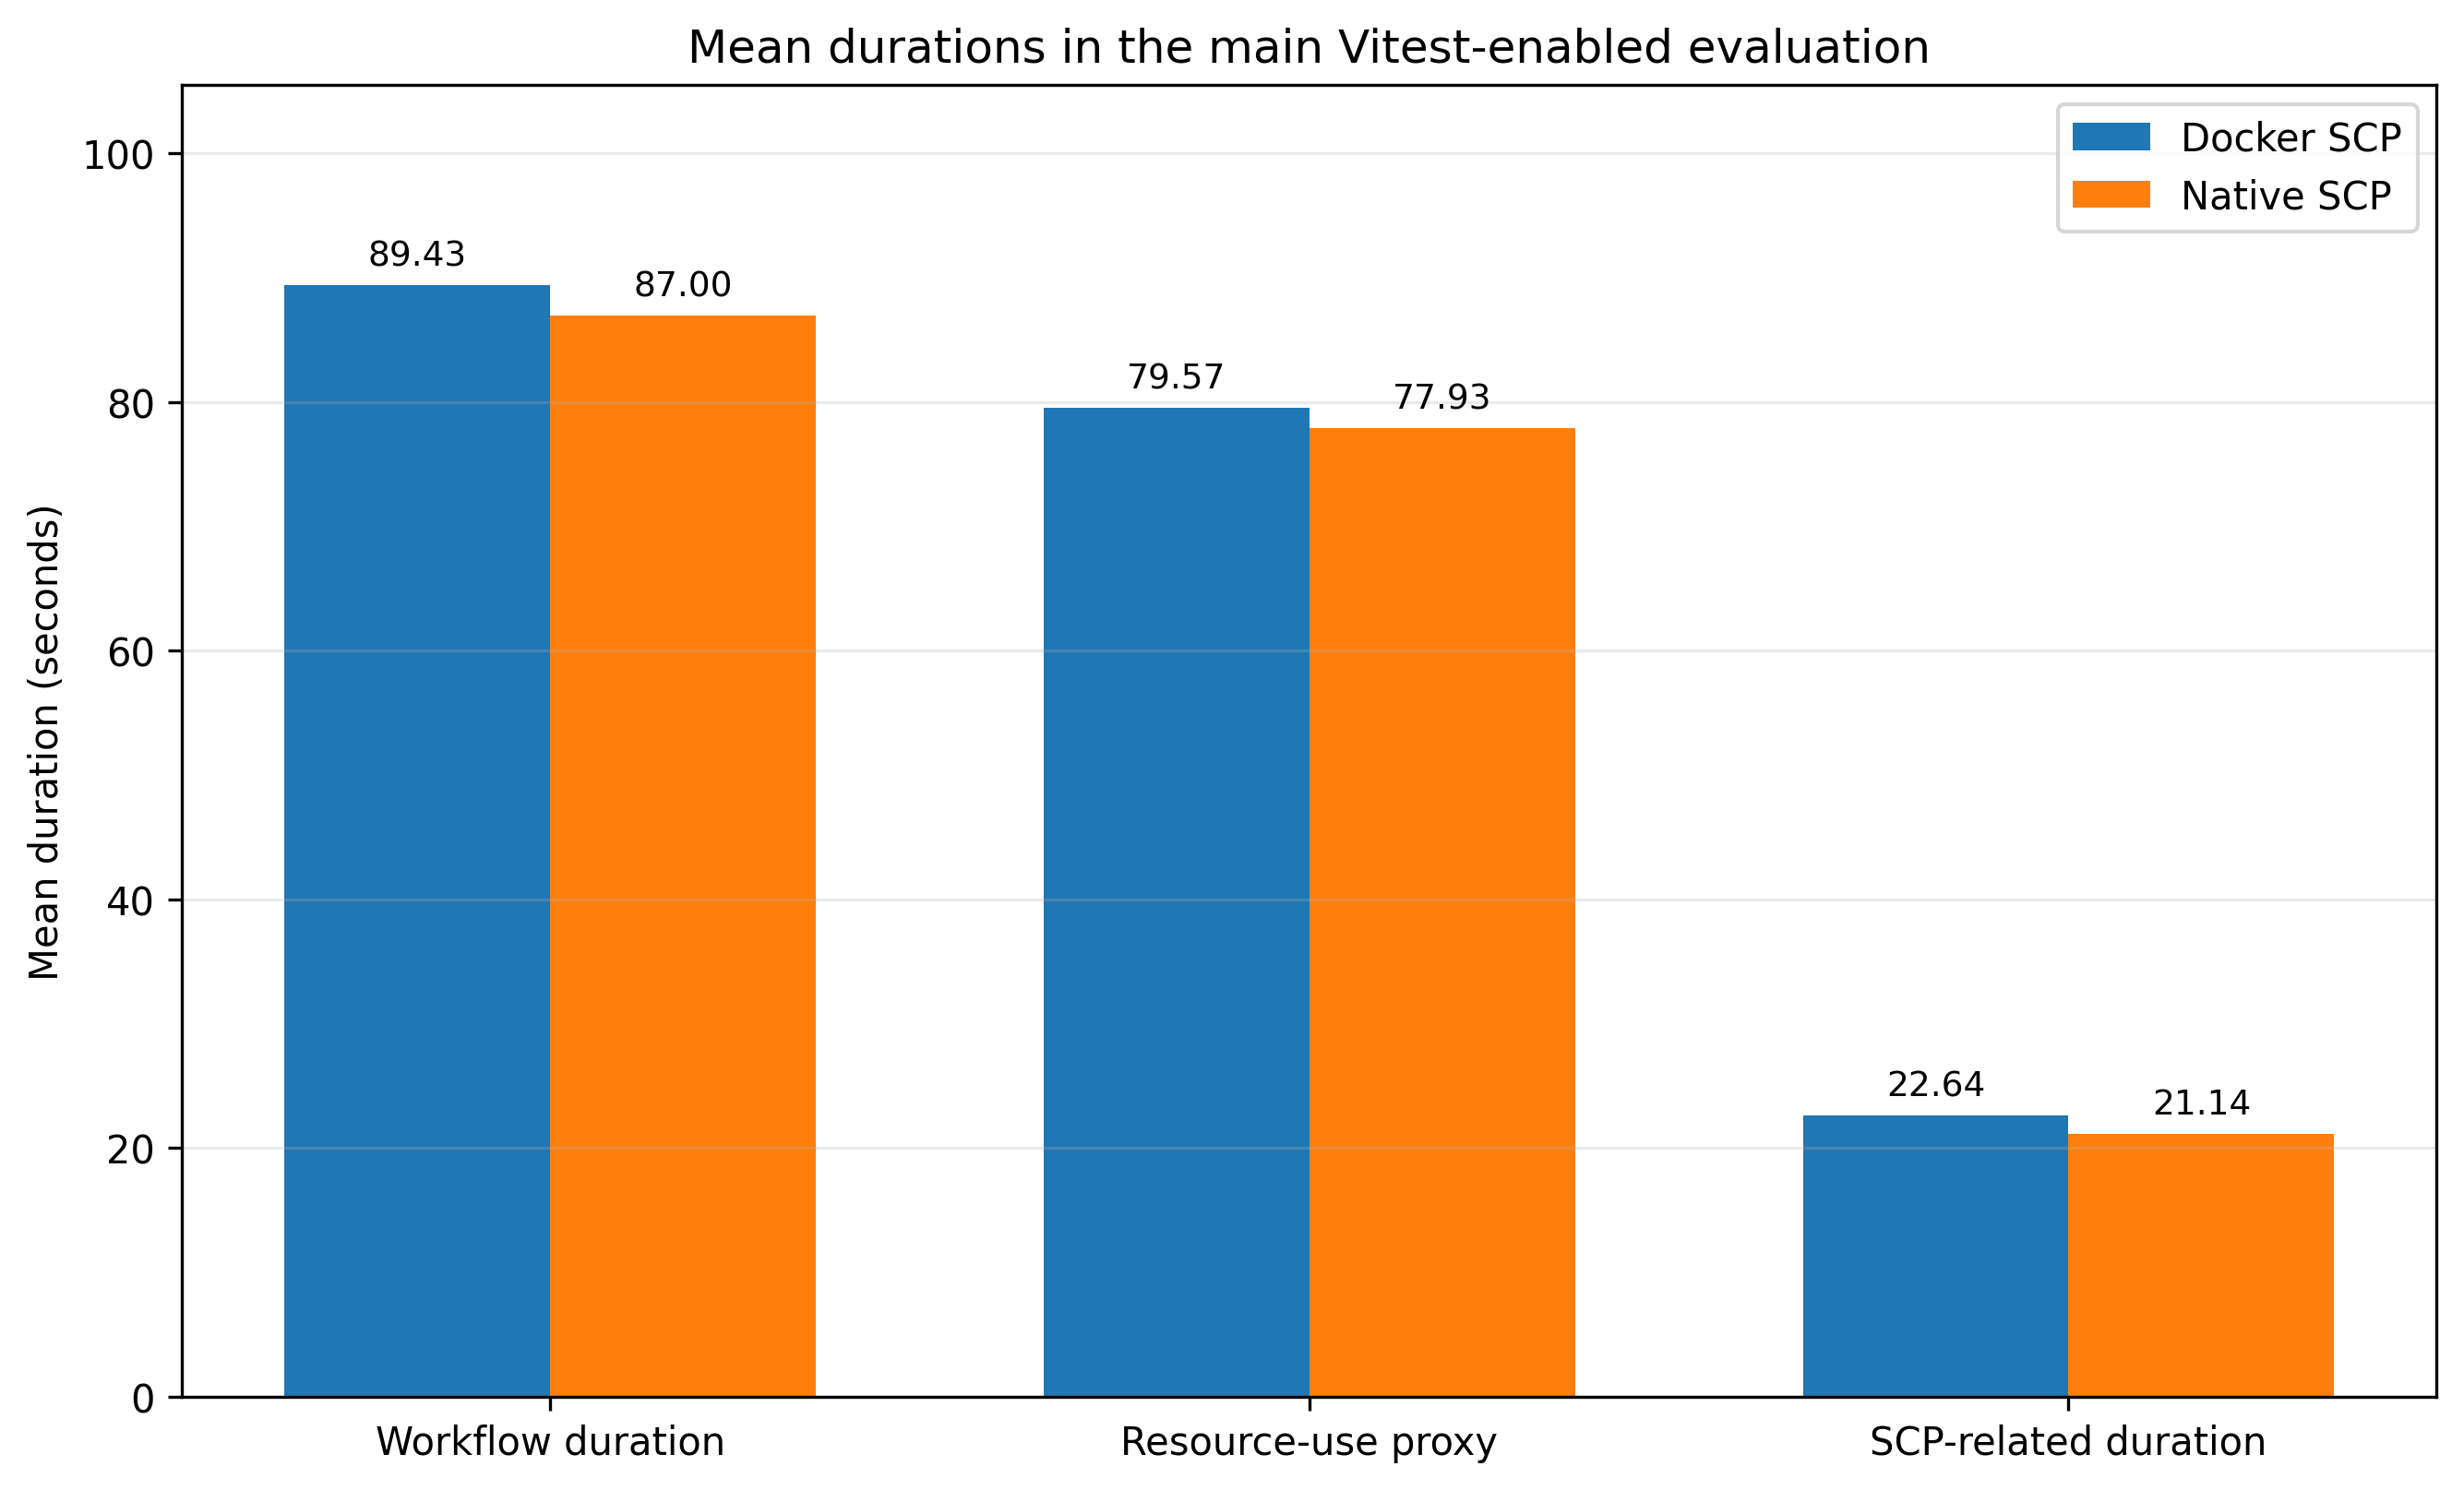 Mean durations in the main Vitest-enabled evaluation
Docker SCP
Native SCP
Mean duration (seconds)
100
80
60
40
20
0
89.43
87.00
79.57
77.93
22.64
21.14
Workflow duration
Resource-use proxy
SCP-related duration